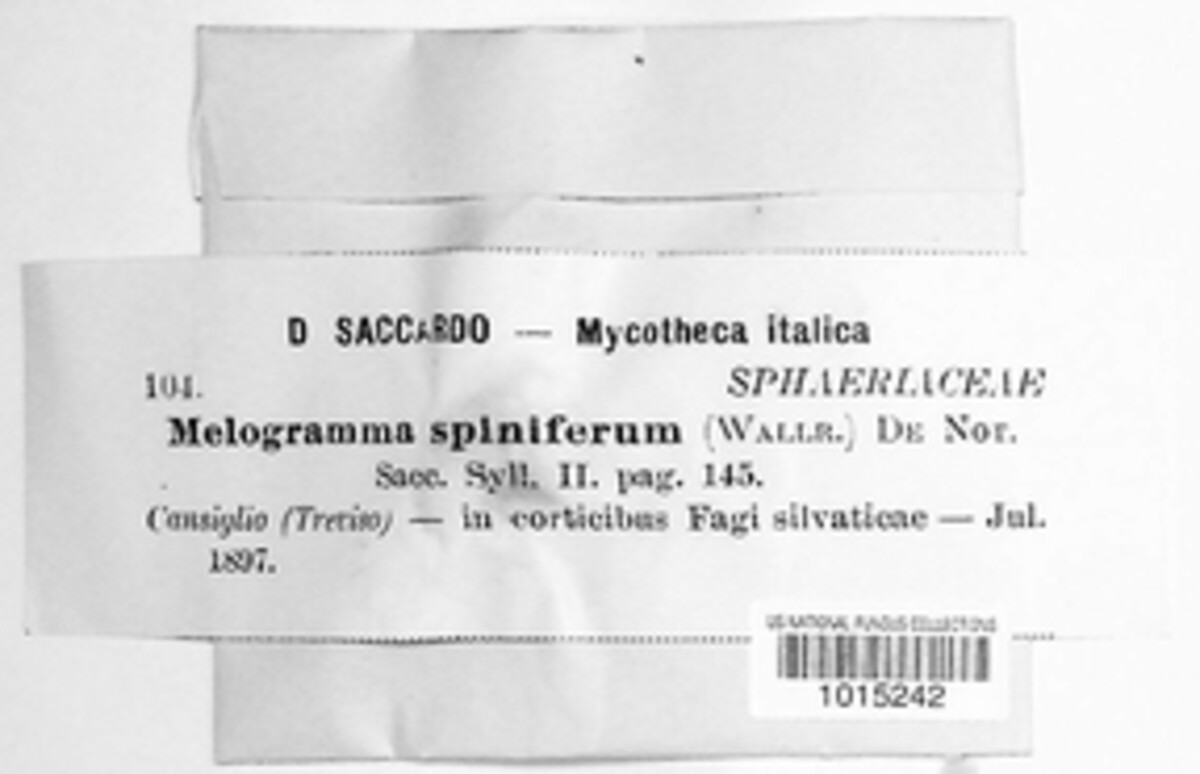 D SACCARDO — Mycotheca italica
104. SPHAERIACEAE
Melogramma spiniferum (WALLR.) DE NOT.
Sacc. Syll. II. pag. 145.
Cansiglio (Treviso) — in corticibus Fagi silvaticae — Jul.
1897.
US NATIONAL FUNGUS COLLECTIONS
1015242